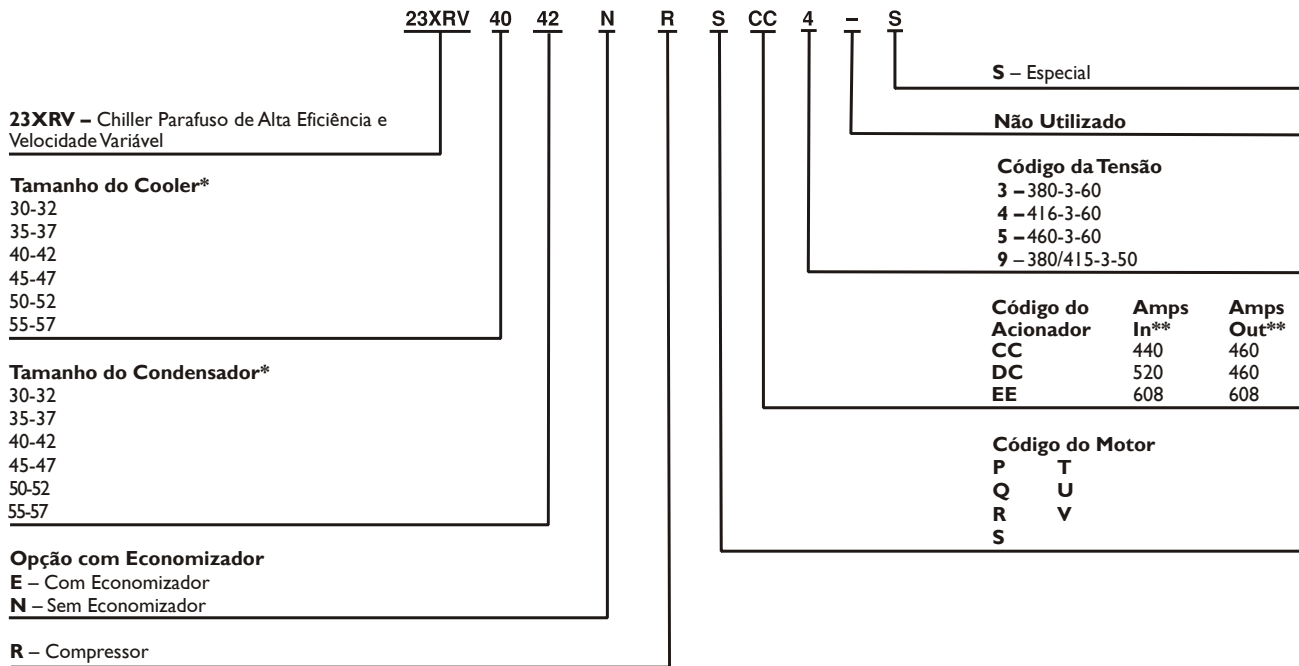 23XRV 40 42 N R S CC 4 – S
23XRV – Chiller Parafuso de Alta Eficiência e
Velocidade Variável
Tamanho do Cooler*
30-32
35-37
40-42
45-47
50-52
55-57
Tamanho do Condensador*
30-32
35-37
40-42
45-47
50-52
55-57
Opção com Economizador
E – Com Economizador
N – Sem Economizador
R – Compressor
S – Especial
Não Utilizado
Código da Tensão
3 – 380-3-60
4 – 416-3-60
5 – 460-3-60
9 – 380/415-3-50
Código do Amps Amps
Acionador In** Out**
CC 440 460
DC 520 460
EE 608 608
Código do Motor
P T
Q U
R V
S